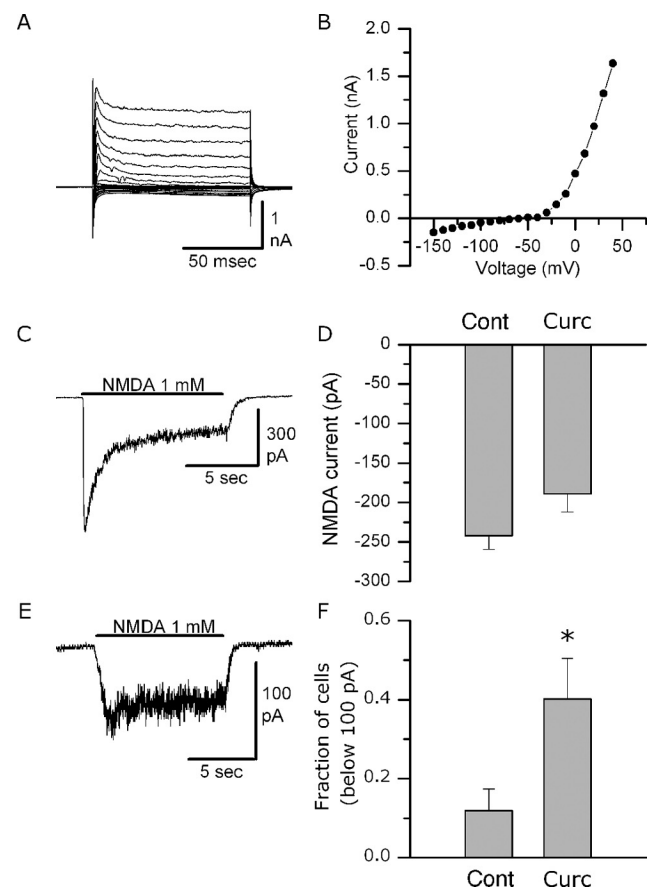 A
1
nA
50 msec
B
Current (nA)
2.0
1.5
1.0
0.5
0.0
-0.5
-150
-100
-50
0
50
Voltage (mV)
C
NMDA 1 mM
300
pA
5 sec
D
Cont
Curc
NMDA current (pA)
0
-50
-100
-150
-200
-250
-300
E
NMDA 1 mM
100
pA
5 sec
F
Fraction of cells
(below 100 pA)
0.6
0.4
0.2
0.0
*
Cont
Curc